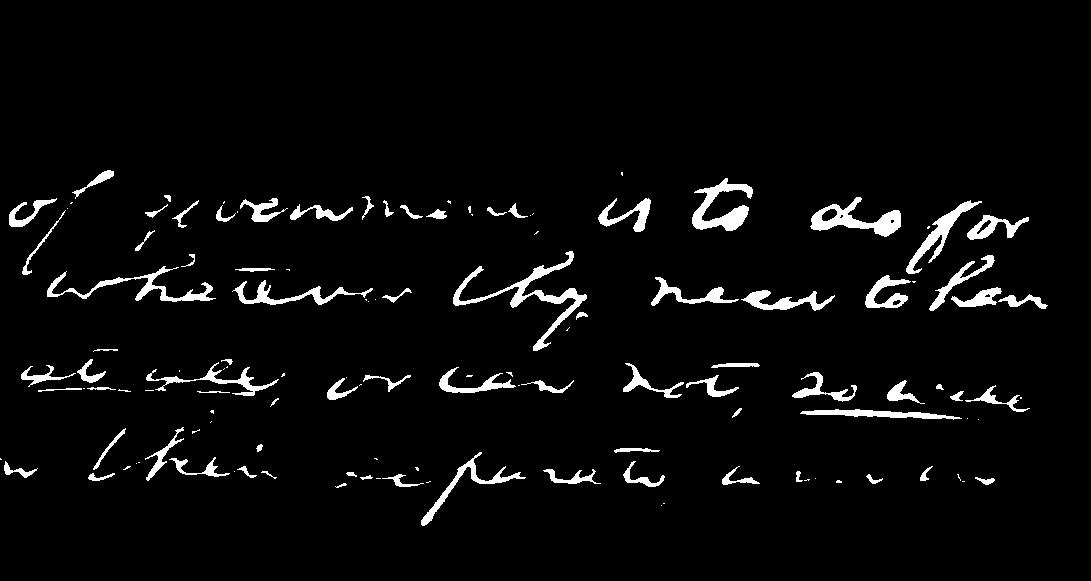 of government, is to do for
whatever they need to have
at all, or can not, so well
in their separate, and